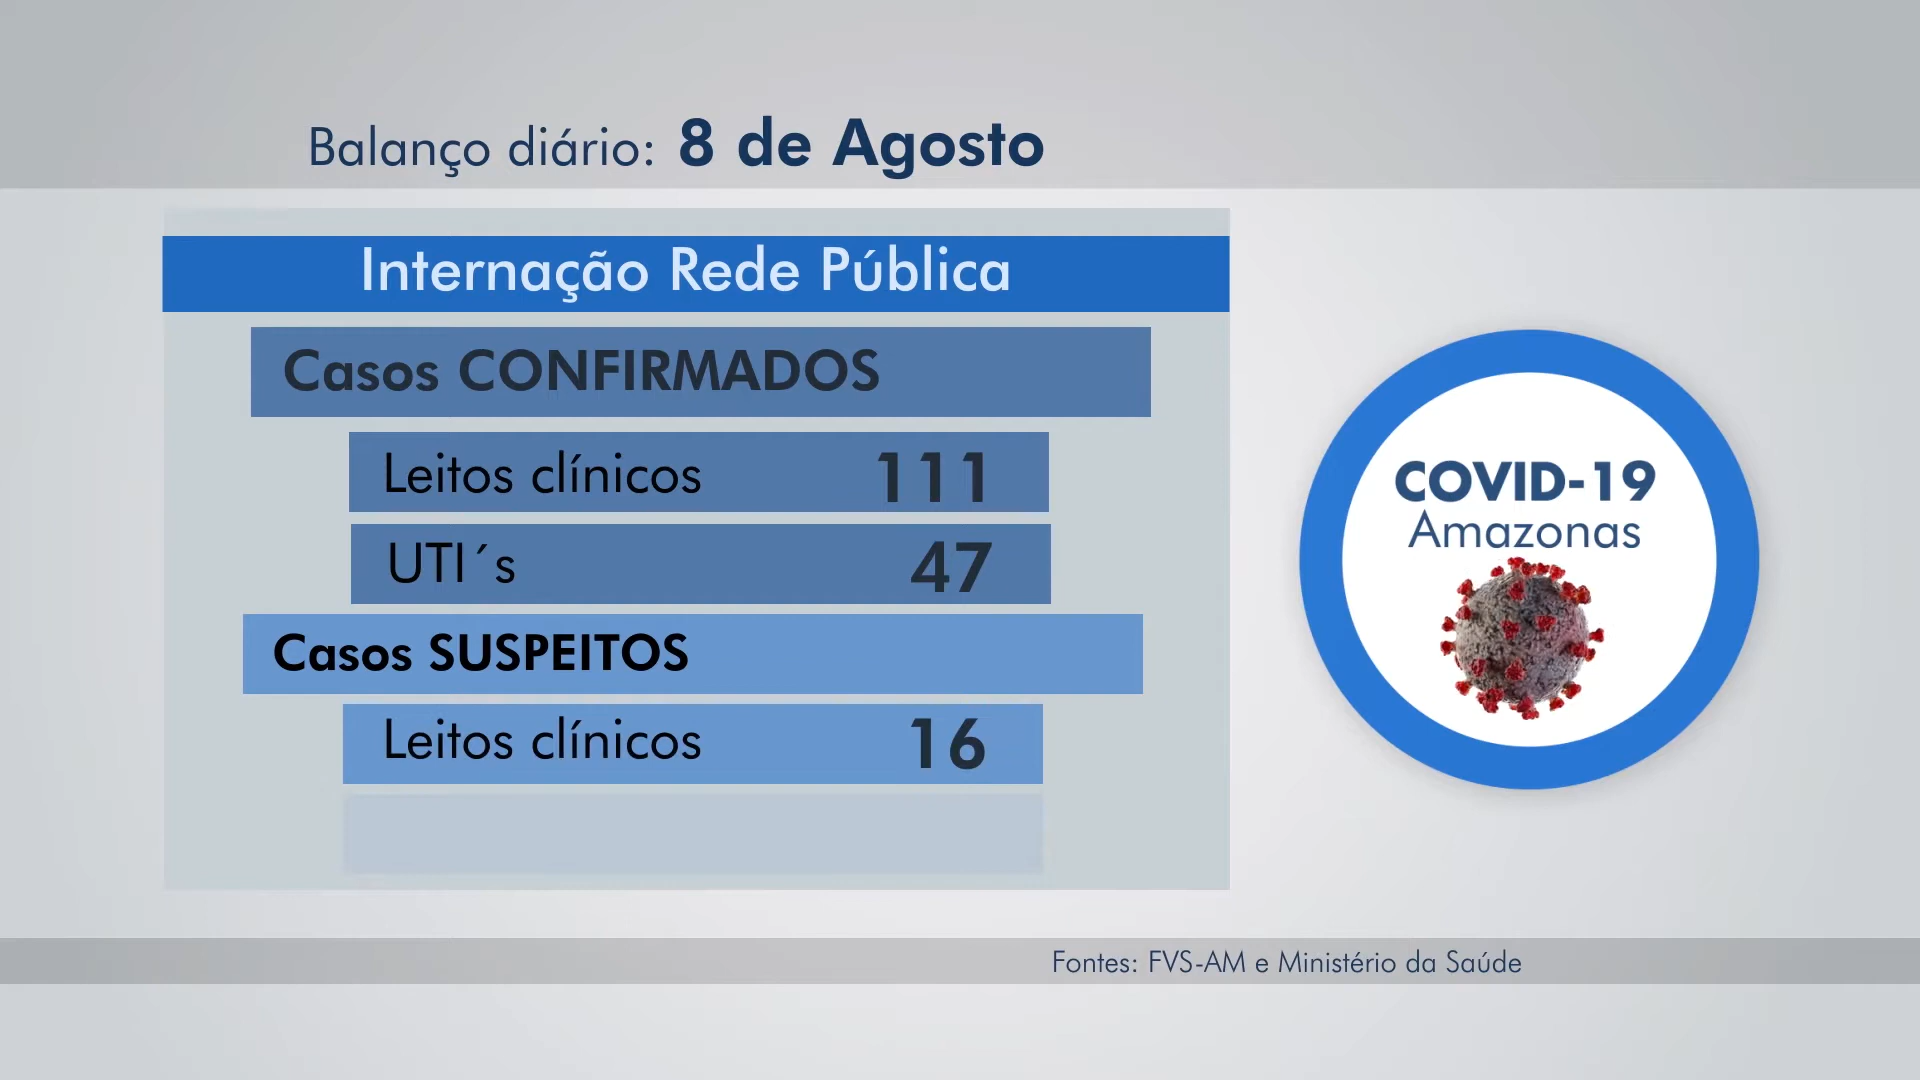 Balanço diário: 8 de Agosto
Internação Rede Pública
Casos CONFIRMADOS
Leitos clínicos 111
UTI´s 47
Casos SUSPEITOS
Leitos clínicos 16
COVID-19
Amazonas
Fontes: FVS-AM e Ministério da Saúde